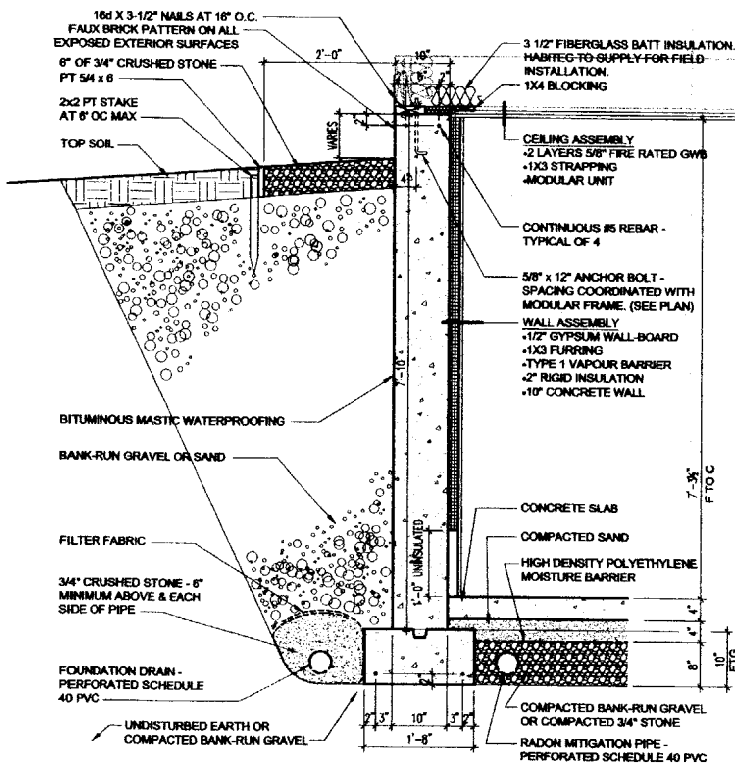 16d X 3-1/2" NAILS AT 16" O.C.
FAUX BRICK PATTERN ON ALL
EXPOSED EXTERIOR SURFACES
6" OF 3/4" CRUSHED STONE
PT 5/4 x 6
2x2 PT STAKE
AT 6' OC MAX
TOP SOIL
2'-0"
10"
8"
2"
VARIES
2"
4"
3 1/2" FIBERGLASS BATT INSULATION.
HABITEC TO SUPPLY FOR FIELD
INSTALLATION.
1X4 BLOCKING
CEILING ASSEMBLY
•2 LAYERS 5/8" FIRE RATED GWB
•1X3 STRAPPING
•MODULAR UNIT
CONTINUOUS #5 REBAR -
TYPICAL OF 4
5/8" x 12" ANCHOR BOLT -
SPACING COORDINATED WITH
MODULAR FRAME. (SEE PLAN)
WALL ASSEMBLY
•1/2" GYPSUM WALL-BOARD
•1X3 FURRING
•TYPE 1 VAPOUR BARRIER
•2" RIGID INSULATION
•10" CONCRETE WALL
7'-10"
BITUMINOUS MASTIC WATERPROOFING
BANK-RUN GRAVEL OR SAND
FILTER FABRIC
3/4" CRUSHED STONE - 6"
MINIMUM ABOVE & EACH
SIDE OF PIPE
FOUNDATION DRAIN -
PERFORATED SCHEDULE
40 PVC
UNDISTURBED EARTH OR
COMPACTED BANK-RUN GRAVEL
1'-0" UNINSULATED
7'-3½"
F TO C
CONCRETE SLAB
COMPACTED SAND
HIGH DENSITY POLYETHYLENE
MOISTURE BARRIER
4"
4"
8"
10"
FTG
2"
2" 3" 10" 3" 2"
1'-8"
COMPACTED BANK-RUN GRAVEL
OR COMPACTED 3/4" STONE
RADON MITIGATION PIPE -
PERFORATED SCHEDULE 40 PVC